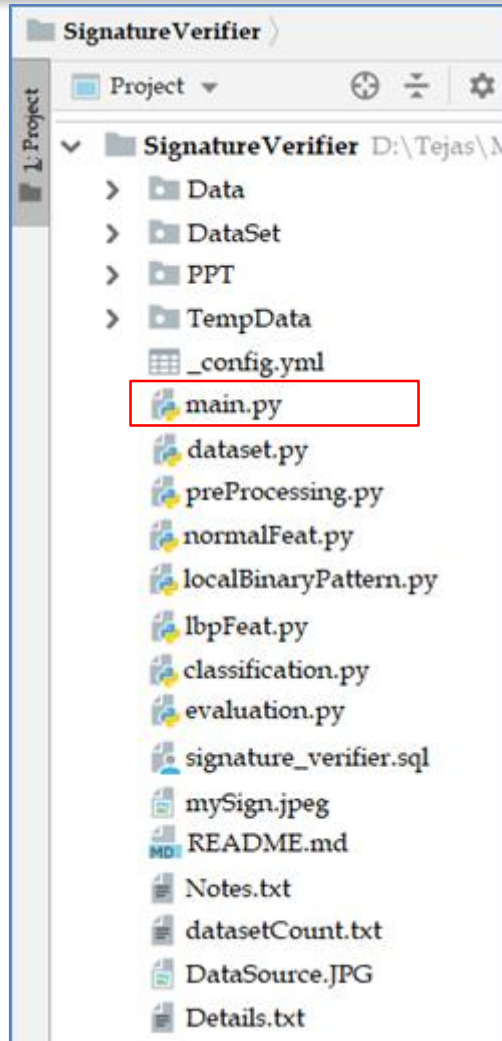 SignatureVerifier
1: Project
Project
SignatureVerifier D:\Tejas\
Data
DataSet
PPT
TempData
_config.yml
main.py
dataset.py
preProcessing.py
normalFeat.py
localBinaryPattern.py
lbpFeat.py
classification.py
evaluation.py
signature_verifier.sql
mySign.jpeg
MD README.md
Notes.txt
datasetCount.txt
DataSource.JPG
Details.txt